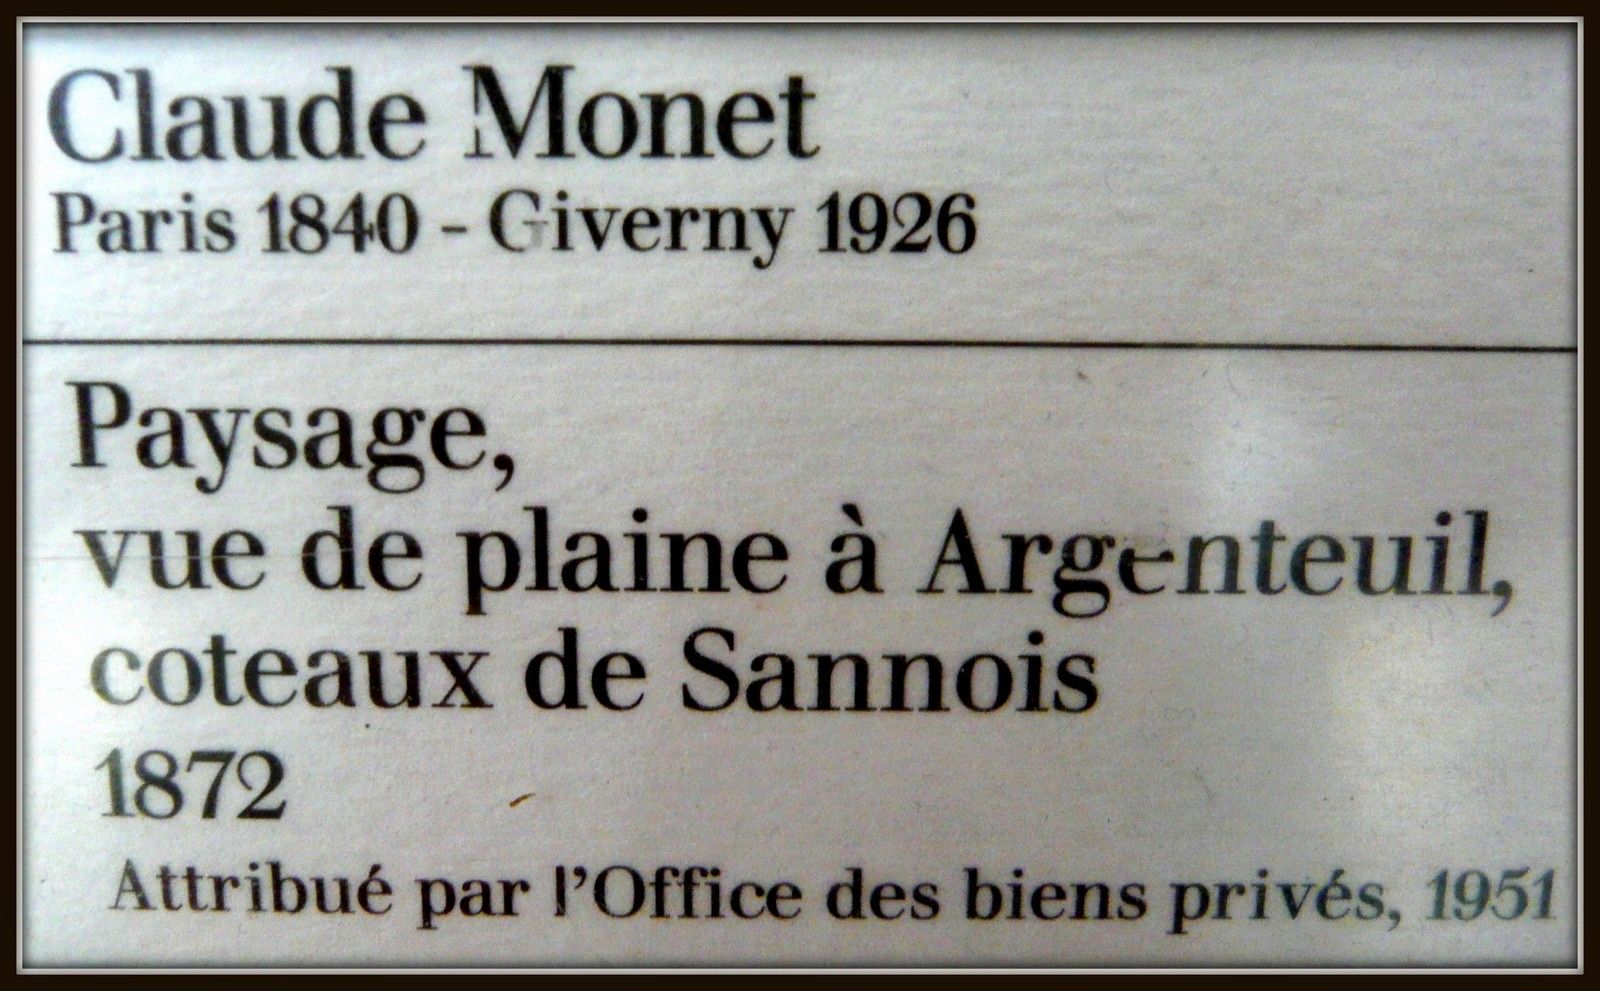 Claude Monet
Paris 1840 - Giverny 1926
Paysage,
vue de plaine à Argenteuil,
coteaux de Sannois
1872
Attribué par l'Office des biens privés, 1951